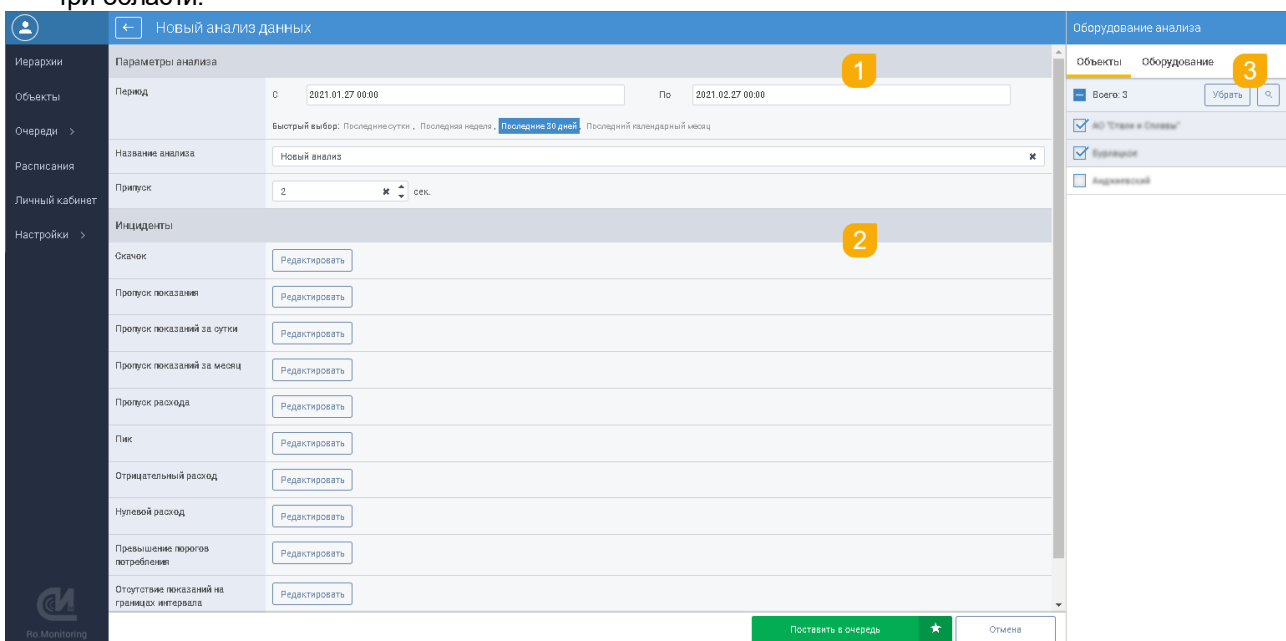 три области.
Новый анализ данных
Оборудование анализа
Иерархии
Объекты
Очереди >
Расписания
Личный кабинет
Настройки >
Ro.Monitoring
Параметры анализа
1
Период
С
2021.01.27 00:00
По
2021.02.27 00:00
Быстрый выбор: Последние сутки , Последняя неделя , Последние 30 дней , Последний календарный месяц
Название анализа
Новый анализ
Припуск
2
сек.
Инциденты
2
Скачок
Редактировать
Пропуск показания
Редактировать
Пропуск показаний за сутки
Редактировать
Пропуск показаний за месяц
Редактировать
Пропуск расхода
Редактировать
Пик
Редактировать
Отрицательный расход
Редактировать
Нулевой расход
Редактировать
Превышение порогов
потребления
Редактировать
Отсутствие показаний на
границах интервала
Редактировать
Поставить в очередь
Отмена
Объекты
Оборудование
3
Всего: 3
Убрать